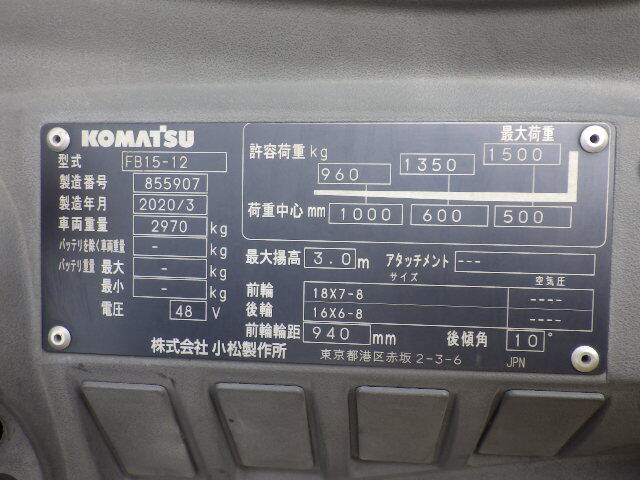 KOMATSU
型式 FB15-12
製造番号 855907
製造年月 2020/3
車両重量 2970 kg
バッテリを除く車両重量 - kg
バッテリ重量 最大 - kg
最小 - kg
電圧 48 V
最大荷重
許容荷重 kg 960 1350 1500
荷重中心 mm 1000 600 500
最大揚高 3.0 m アタッチメント ---
サイズ 空気圧
前輪 18X7-8 ----
後輪 16X6-8 ----
前輪輪距 940 mm 後傾角 10°
株式会社 小松製作所 東京都港区赤坂 2-3-6 JPN